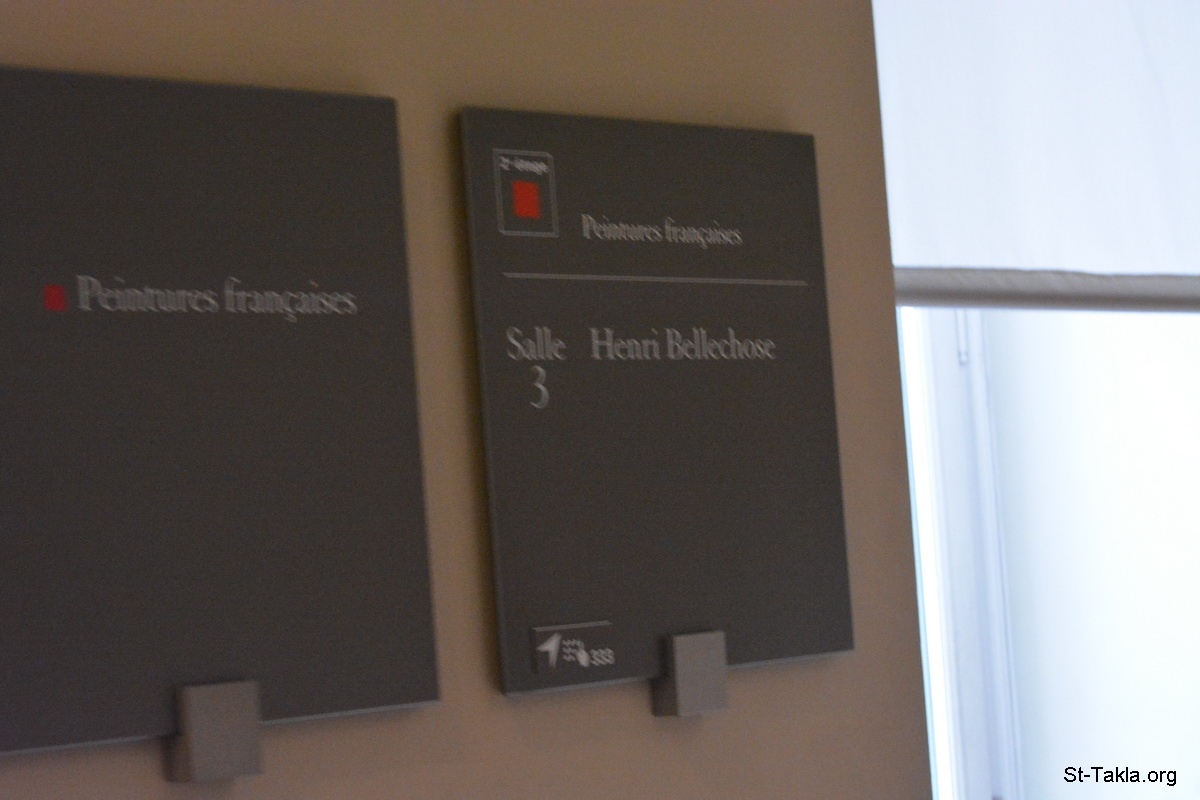 Peintures françaises
2e étage
Peintures françaises
Salle Henri Bellechose
3
333
St-Takla.org